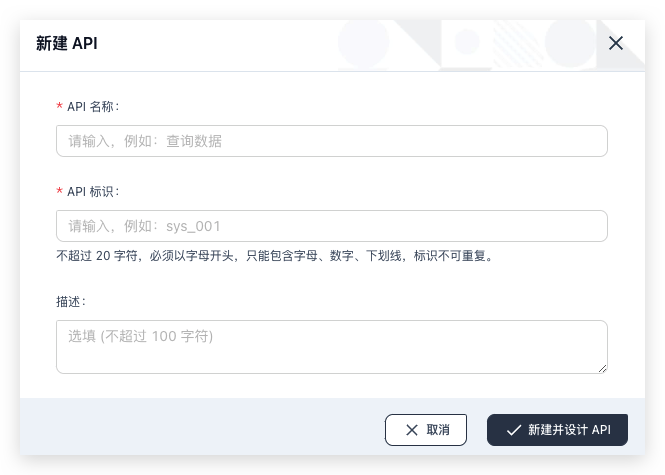 新建 API
* API 名称：
请输入，例如：查询数据
* API 标识：
请输入，例如：sys_001
不超过 20 字符，必须以字母开头，只能包含字母、数字、下划线，标识不可重复。
描述：
选填 (不超过 100 字符)
取消
新建并设计 API